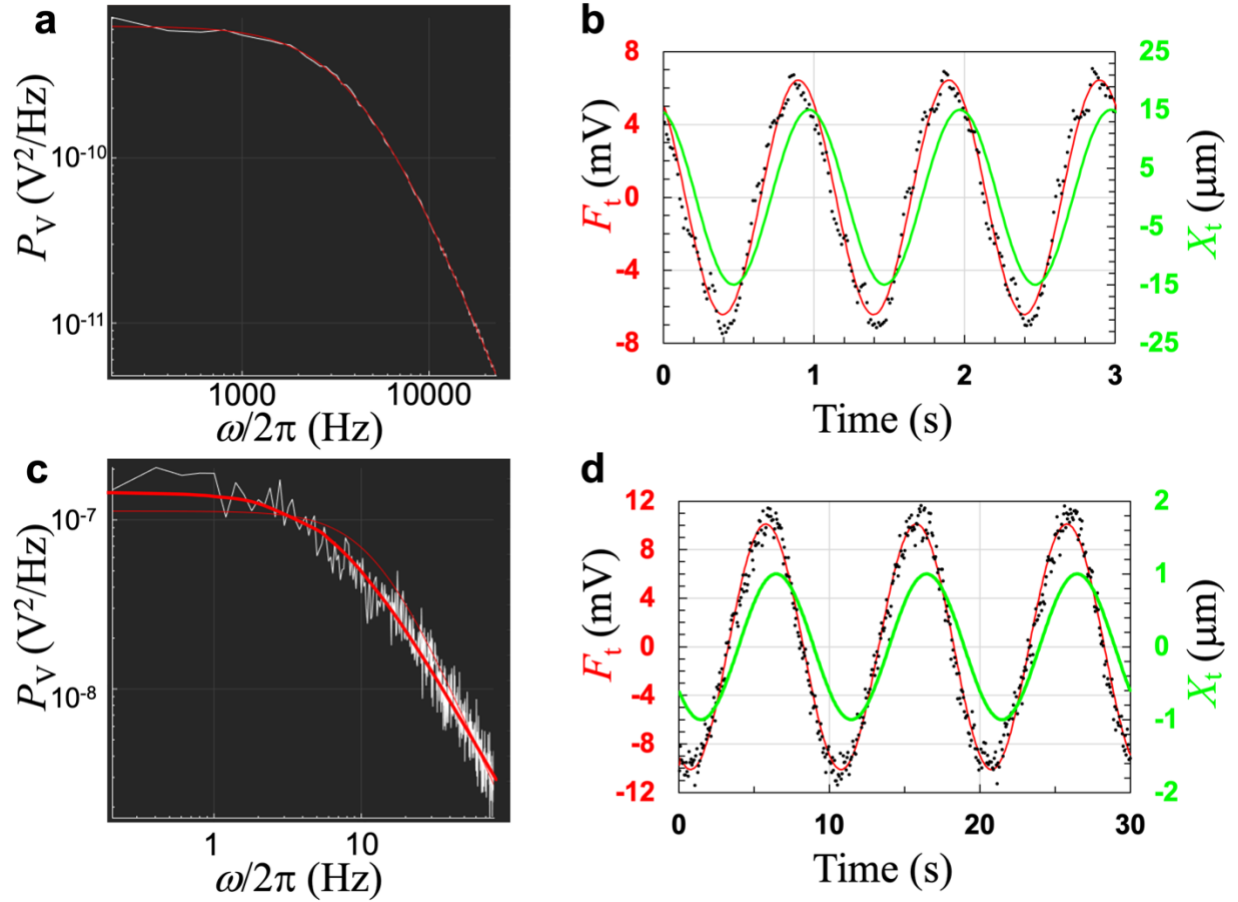 a
P_V (V²/Hz)
10⁻¹⁰
10⁻¹¹
1000 10000
ω/2π (Hz)
b
F_t (mV)
8
4
0
-4
-8
25
15
5
-5
-15
-25
X_t (μm)
0 1 2 3
Time (s)
c
P_V (V²/Hz)
10⁻⁷
10⁻⁸
1 10
ω/2π (Hz)
d
F_t (mV)
12
8
4
0
-4
-8
-12
2
1
0
-1
-2
X_t (μm)
0 10 20 30
Time (s)